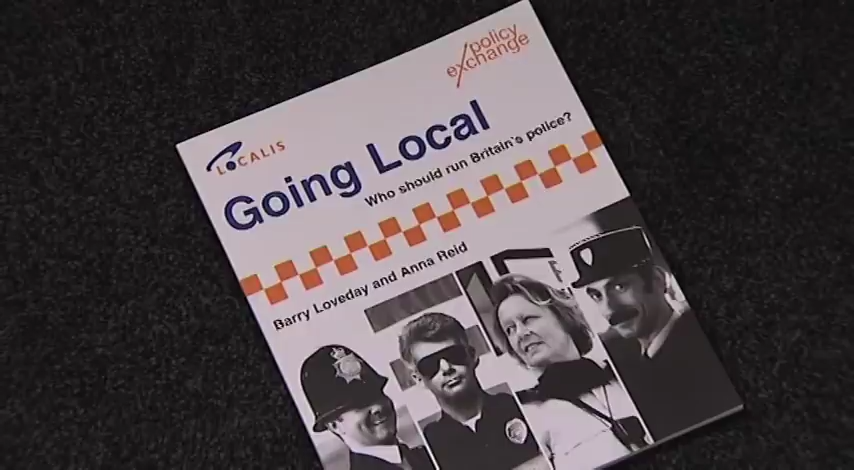 policy
exchange
LOCALIS
Going Local
Who should run Britain's police?
Barry Loveday and Anna Reid